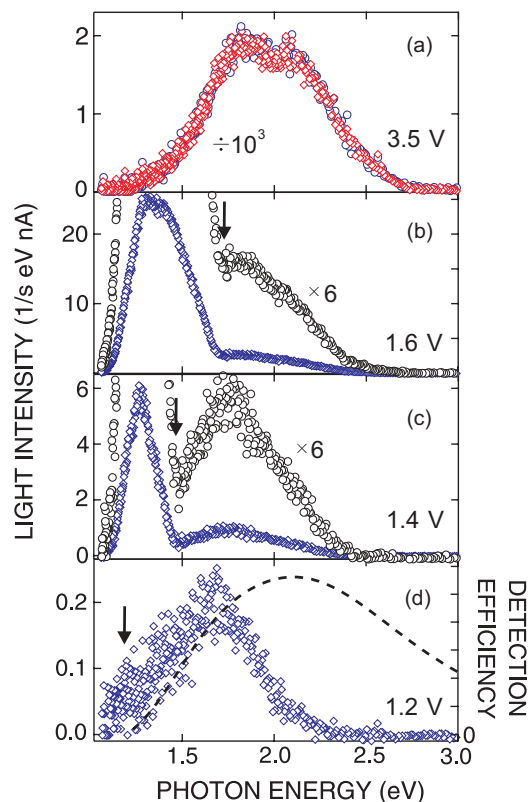 2
(a)
1
÷10³
3.5 V
0
20
(b)
10
×6
1.6 V
6
(c)
4
×6
2
1.4 V
0
0.2
(d)
0.1
1.2 V
0.0
0
1.5
2.0
2.5
3.0
PHOTON ENERGY (eV)
LIGHT INTENSITY (1/s eV nA)
DETECTION
EFFICIENCY